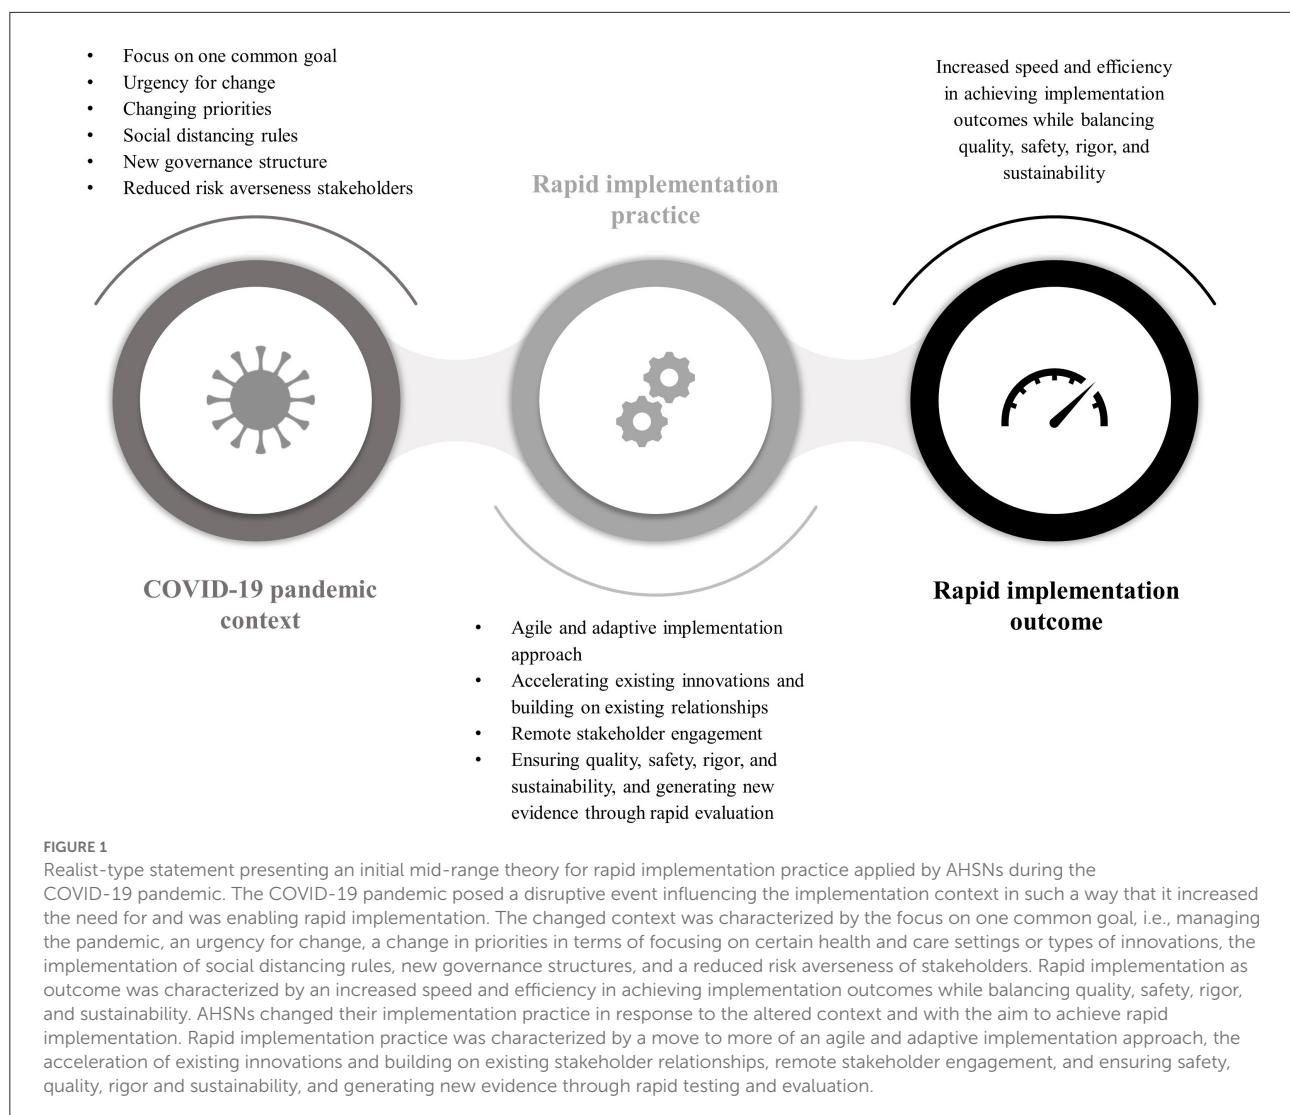 • Focus on one common goal
• Urgency for change
• Changing priorities
• Social distancing rules
• New governance structure
• Reduced risk averseness stakeholders
Rapid implementation
practice
Increased speed and efficiency
in achieving implementation
outcomes while balancing
quality, safety, rigor, and
sustainability
COVID-19 pandemic
context
• Agile and adaptive implementation
approach
• Accelerating existing innovations and
building on existing relationships
• Remote stakeholder engagement
• Ensuring quality, safety, rigor, and
sustainability, and generating new
evidence through rapid evaluation
Rapid implementation
outcome
FIGURE 1
Realist-type statement presenting an initial mid-range theory for rapid implementation practice applied by AHSNs during the
COVID-19 pandemic. The COVID-19 pandemic posed a disruptive event influencing the implementation context in such a way that it increased
the need for and was enabling rapid implementation. The changed context was characterized by the focus on one common goal, i.e., managing
the pandemic, an urgency for change, a change in priorities in terms of focusing on certain health and care settings or types of innovations, the
implementation of social distancing rules, new governance structures, and a reduced risk averseness of stakeholders. Rapid implementation as
outcome was characterized by an increased speed and efficiency in achieving implementation outcomes while balancing quality, safety, rigor,
and sustainability. AHSNs changed their implementation practice in response to the altered context and with the aim to achieve rapid
implementation. Rapid implementation practice was characterized by a move to more of an agile and adaptive implementation approach, the
acceleration of existing innovations and building on existing stakeholder relationships, remote stakeholder engagement, and ensuring safety,
quality, rigor and sustainability, and generating new evidence through rapid testing and evaluation.